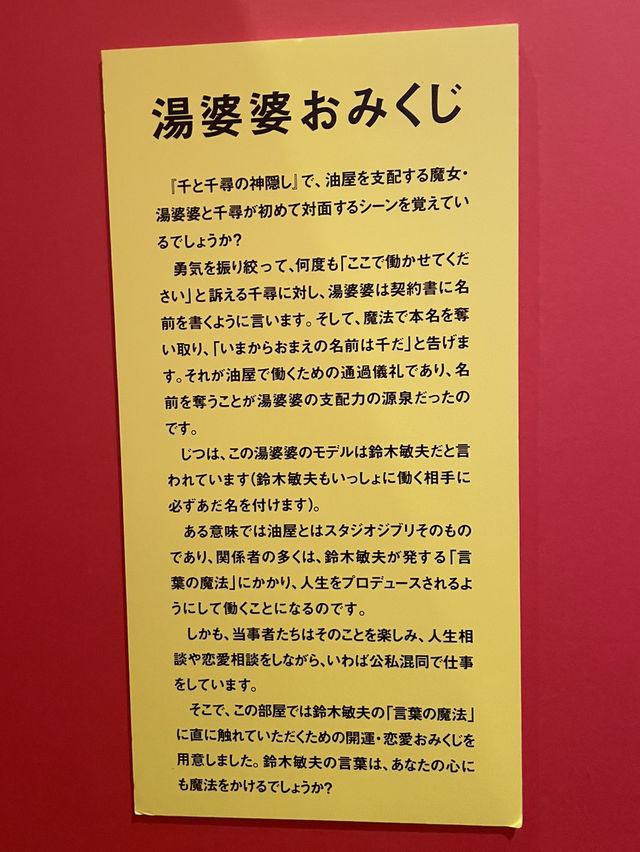 湯婆婆おみくじ
『千と千尋の神隠し』で、油屋を支配する魔女・
湯婆婆と千尋が初めて対面するシーンを覚えてい
るでしょうか?
勇気を振り絞って、何度も「ここで働かせてくだ
さい」と訴える千尋に対し、湯婆婆は契約書に名
前を書くように言います。そして、魔法で本名を奪
い取り、「いまからおまえの名前は千だ」と告げま
す。それが油屋で働くための通過儀礼であり、名
前を奪うことが湯婆婆の支配力の源泉だったの
です。
じつは、この湯婆婆のモデルは鈴木敏夫だと言
われています(鈴木敏夫もいっしょに働く相手に
必ずあだ名を付けます)。
ある意味では油屋とはスタジオジブリそのもの
であり、関係者の多くは、鈴木敏夫が発する「言
葉の魔法」にかかり、人生をプロデュースされるよ
うにして働くことになるのです。
しかも、当事者たちはそのことを楽しみ、人生相
談や恋愛相談をしながら、いわば公私混同で仕事
をしています。
そこで、この部屋では鈴木敏夫の「言葉の魔法」
に直に触れていただくための開運・恋愛おみくじを
用意しました。鈴木敏夫の言葉は、あなたの心に
も魔法をかけるでしょうか?